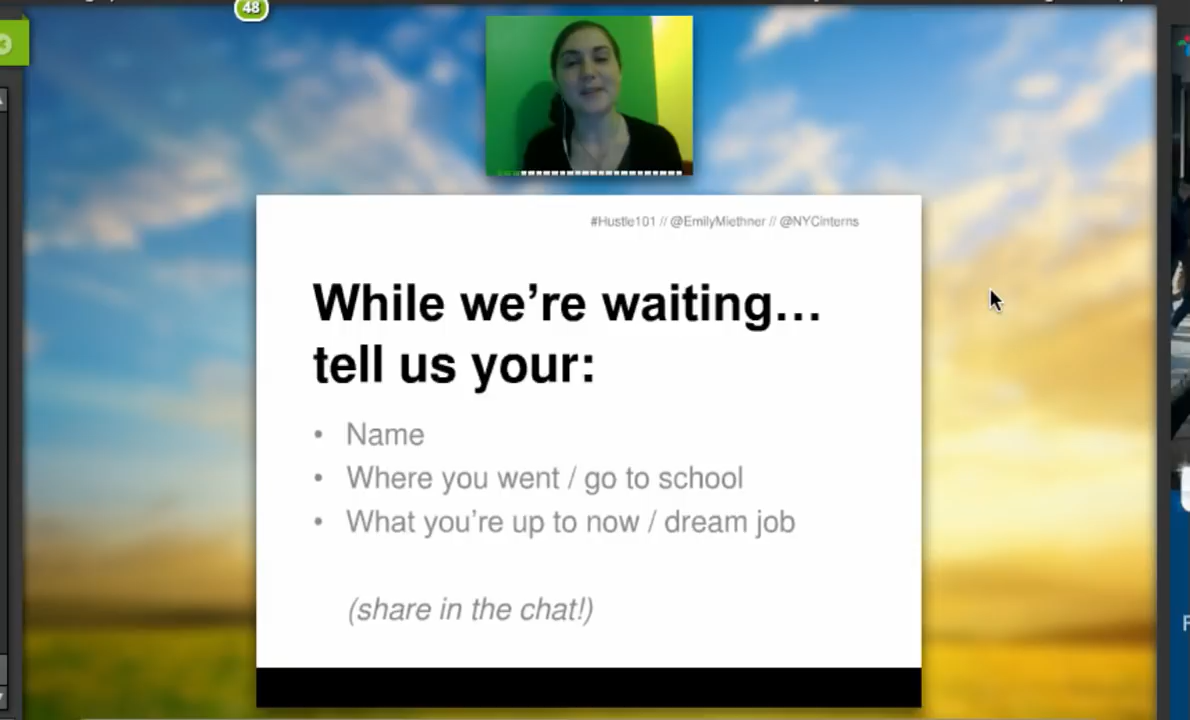 48
#Hustle101 // @EmilyMiethner // @NYCinterns
While we're waiting...
tell us your:
• Name
• Where you went / go to school
• What you're up to now / dream job
(share in the chat!)